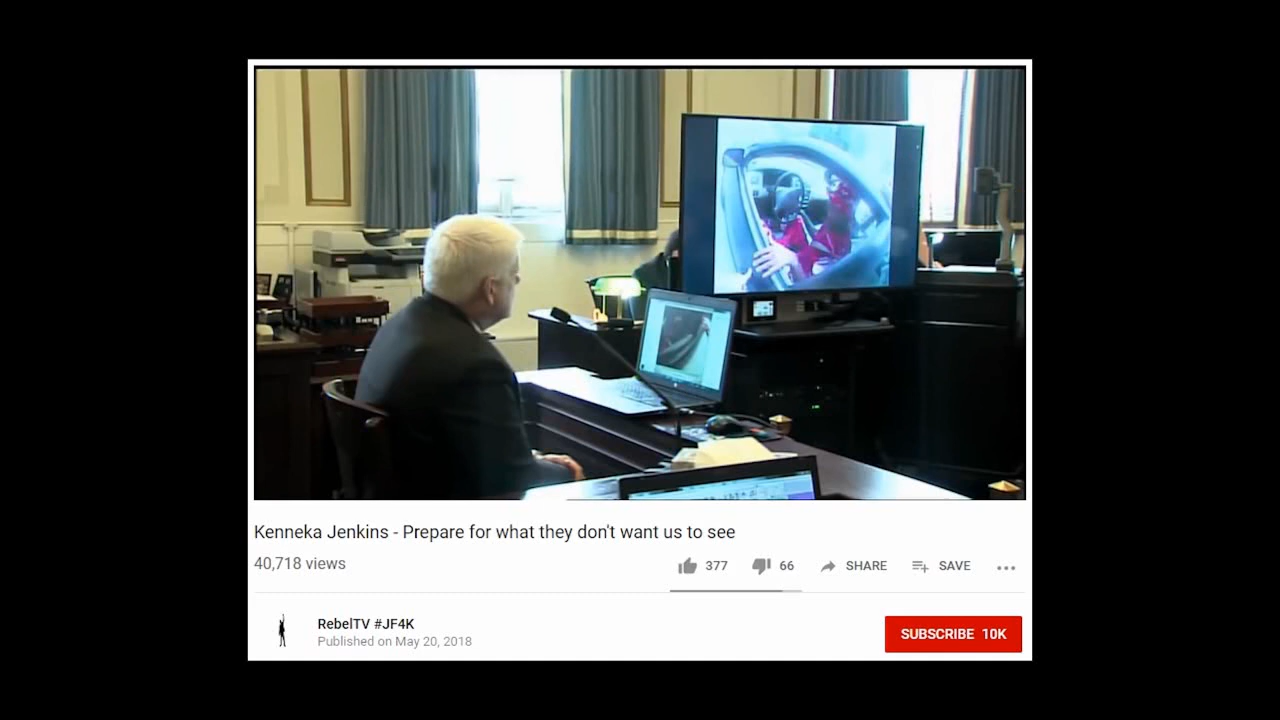 Kenneka Jenkins - Prepare for what they don't want us to see
40,718 views
377
66
SHARE
SAVE
RebelTV #JF4K
Published on May 20, 2018
SUBSCRIBE 10K